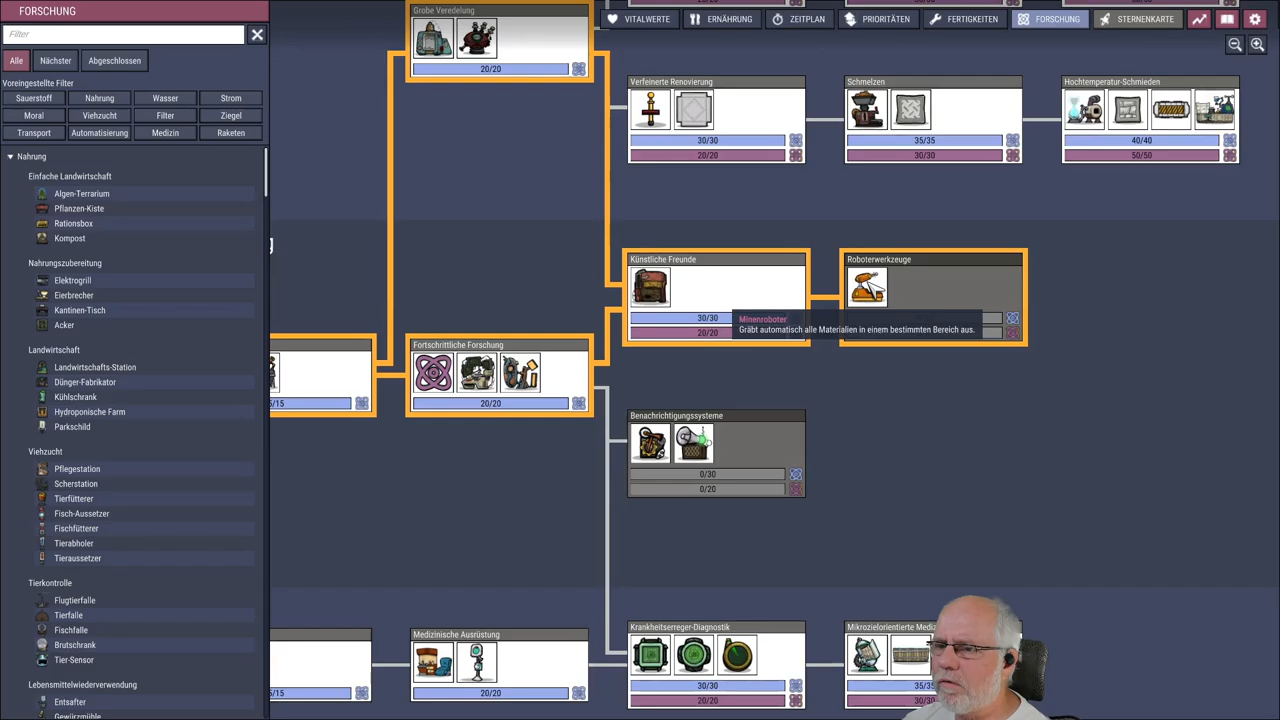 FORSCHUNG
Filter
Alle
Nächster
Abgeschlossen
Voreingestellte Filter
Sauerstoff
Nahrung
Wasser
Strom
Moral
Viehzucht
Filter
Ziegel
Transport
Automatisierung
Medizin
Raketen
Nahrung
Einfache Landwirtschaft
Algen-Terrarium
Pflanzen-Kiste
Rationsbox
Kompost
Nahrungszubereitung
Elektrogrill
Eierbrecher
Kantinen-Tisch
Acker
Landwirtschaft
Landwirtschafts-Station
Dünger-Fabrikator
Kühlschrank
Hydroponische Farm
Parkschild
Viehzucht
Pflegestation
Scherstation
Tierfütterer
Fisch-Aussetzer
Fischfütterer
Tierabholer
Tieraussetzer
Tierkontrolle
Flugtierfalle
Tierfalle
Fischfalle
Brutschrank
Tier-Sensor
Lebensmittelwiederverwendung
Entsafter
Gewürzmühle
VITALWERTE
ERNÄHRUNG
ZEITPLAN
PRIORITÄTEN
FERTIGKEITEN
FORSCHUNG
STERNENKARTE
Grobe Veredelung
20/20
Verfeinerte Renovierung
30/30
20/20
Schmelzen
35/35
30/30
Hochtemperatur-Schmieden
40/40
50/50
Künstliche Freunde
30/30
20/20
Roboterwerkzeuge
Minenroboter
Gräbt automatisch alle Materialien in einem bestimmten Bereich aus.
Fortschrittliche Forschung
20/20
Benachrichtigungssysteme
0/30
0/20
Medizinische Ausrüstung
20/20
Krankheitserreger-Diagnostik
30/30
20/20
Mikrozielorientierte Mediz